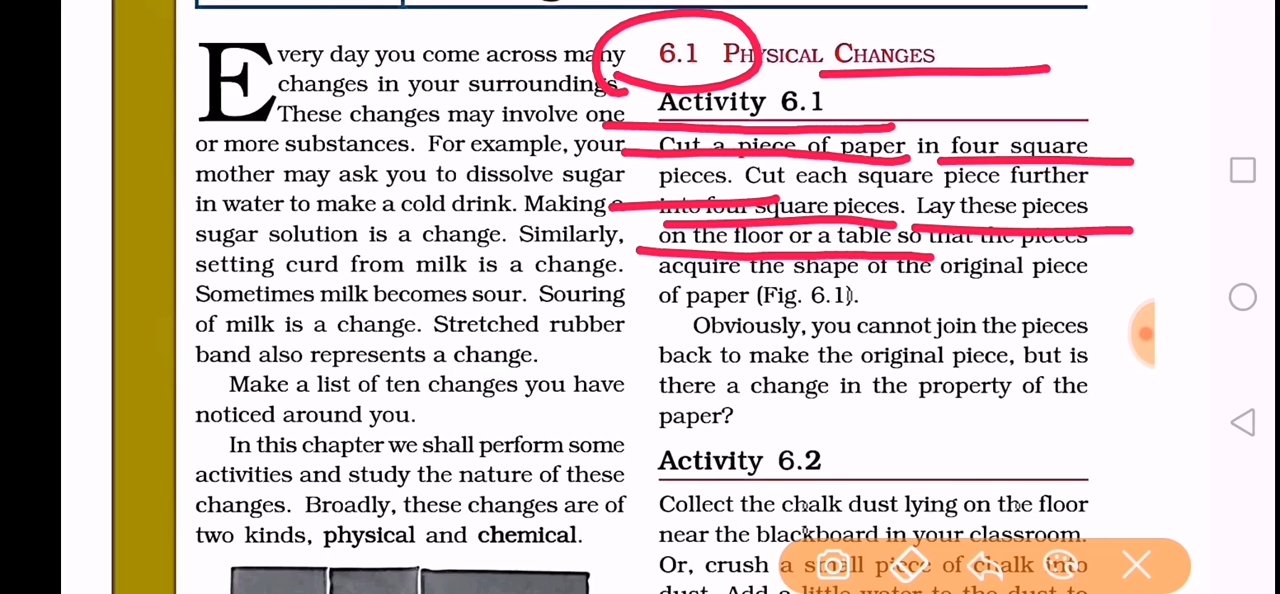 Every day you come across many
changes in your surroundings.
These changes may involve one
or more substances. For example, your
mother may ask you to dissolve sugar
in water to make a cold drink. Making a
sugar solution is a change. Similarly,
setting curd from milk is a change.
Sometimes milk becomes sour. Souring
of milk is a change. Stretched rubber
band also represents a change.
Make a list of ten changes you have
noticed around you.
In this chapter we shall perform some
activities and study the nature of these
changes. Broadly, these changes are of
two kinds, physical and chemical.
6.1 PHYSICAL CHANGES
Activity 6.1
Cut a piece of paper in four square
pieces. Cut each square piece further
into four square pieces. Lay these pieces
on the floor or a table so that the pieces
acquire the shape of the original piece
of paper (Fig. 6.1).
Obviously, you cannot join the pieces
back to make the original piece, but is
there a change in the property of the
paper?
Activity 6.2
Collect the chalk dust lying on the floor
near the blackboard in your classroom.
Or, crush a small piece of chalk into
dust. Add a little water to the dust to